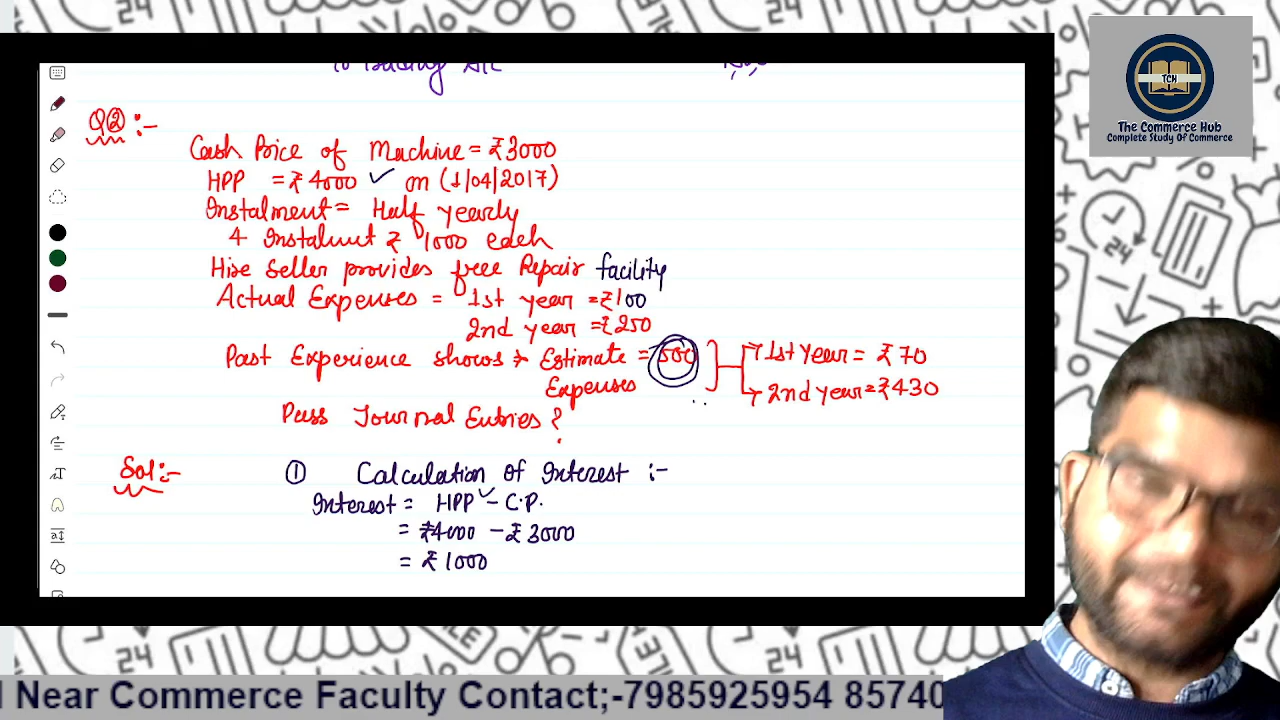 Q2 :-
Cash Price of Machine = ₹3000
HPP = ₹4000 ✓ on (1/04/2017)
Instalment = Half yearly
4 Instalmnt ₹ 1000 each
Hire Seller provides free Repair facility
Actual Expenses = 1st year = ₹100
2nd year = ₹250
Past Experience shows Estimate = 500
Expenses
1st year = ₹70
2nd year = ₹430
Pass Journal Entries ?
Sol :-
① Calculation of Interest :-
Interest = HPP - C.P.
= ₹4000 - ₹3000
= ₹1000
TCH
The Commerce Hub
Complete Study Of Commerce
Near Commerce Faculty Contact;-7985925954 85740